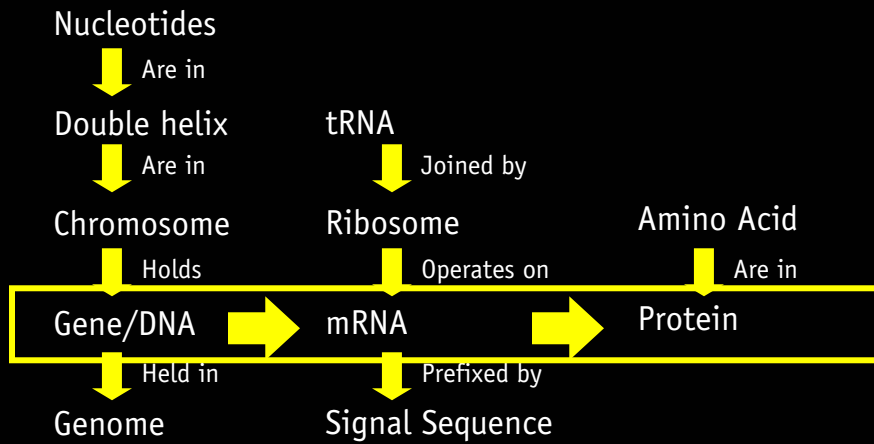 Nucleotides
Are in
Double helix
tRNA
Are in
Joined by
Chromosome
Ribosome
Amino Acid
Holds
Operates on
Are in
Gene/DNA
mRNA
Protein
Held in
Prefixed by
Genome
Signal Sequence